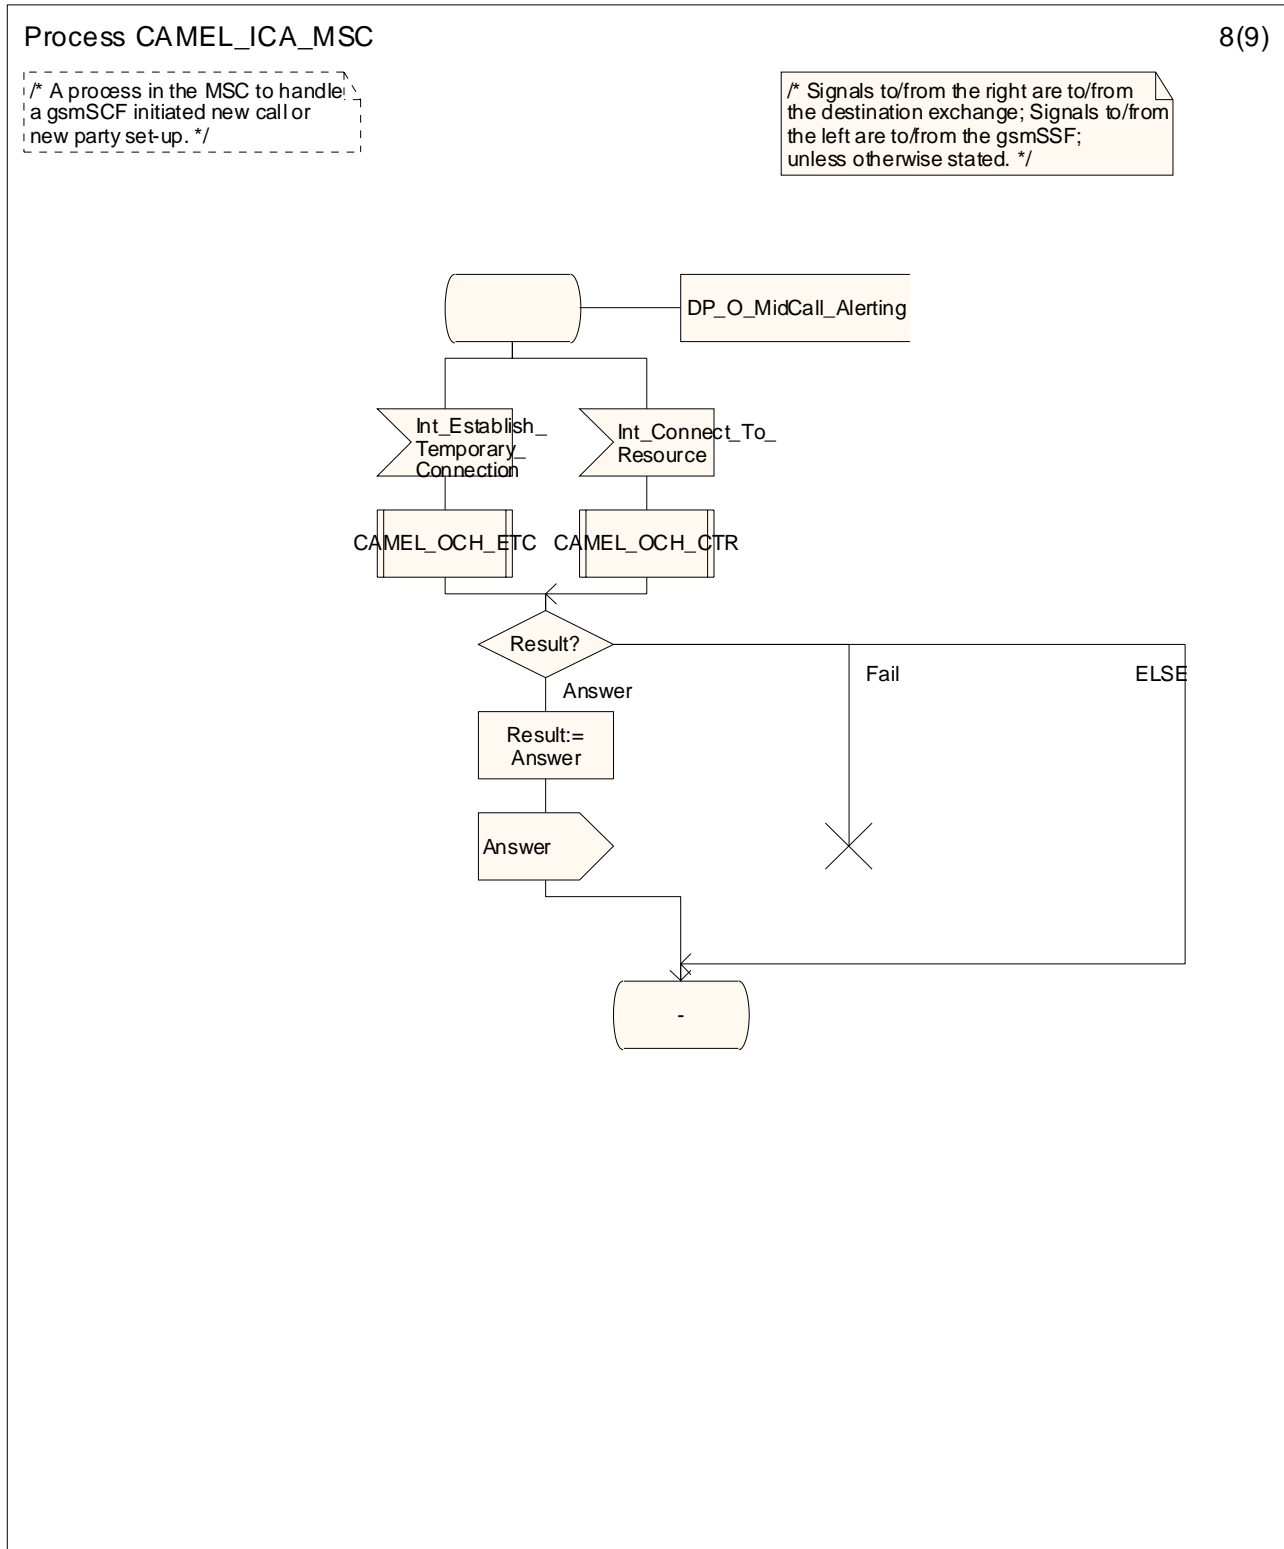 Process CAMEL_ICA_MSC
8(9)
/* A process in the MSC to handle
a gsmSCF initiated new call or
new party set-up. */
/* Signals to/from the right are to/from
the destination exchange; Signals to/from
the left are to/from the gsmSSF;
unless otherwise stated. */
DP_O_MidCall_Alerting
Int_Establish_
Temporary_
Connection
Int_Connect_To_
Resource
CAMEL_OCH_ETC
CAMEL_OCH_CTR
Result?
Fail
ELSE
Answer
Result:=
Answer
Answer
-